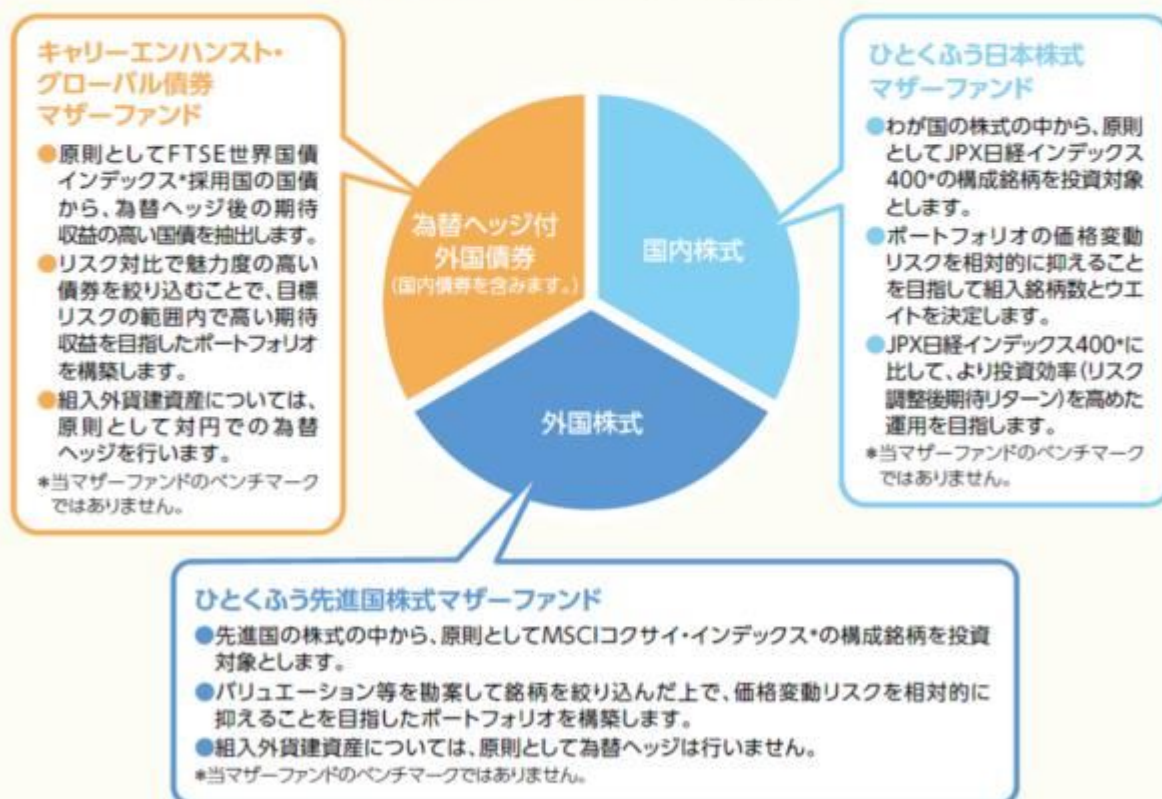 キャリーエンハンスト・
グローバル債券
マザーファンド
●原則としてFTSE世界国債
インデックス*採用国の国債
から、為替ヘッジ後の期待
収益の高い国債を抽出します。
●リスク対比で魅力度の高い
債券を絞り込むことで、目標
リスクの範囲内で高い期待
収益を目指したポートフォリオ
を構築します。
●組入外貨建資産については、
原則として対円での為替
ヘッジを行います。
*当マザーファンドのベンチマーク
ではありません。
為替ヘッジ付
外国債券
(国内債券を含みます。)
国内株式
外国株式
ひとくふう日本株式
マザーファンド
●わが国の株式の中から、原則
としてJPX日経インデックス
400*の構成銘柄を投資対象
とします。
●ポートフォリオの価格変動
リスクを相対的に抑えること
を目指して組入銘柄数とウエ
イトを決定します。
●JPX日経インデックス400*に
比して、より投資効率(リスク
調整後期待リターン)を高めた
運用を目指します。
*当マザーファンドのベンチマーク
ではありません。
ひとくふう先進国株式マザーファンド
●先進国の株式の中から、原則としてMSCIコクサイ・インデックス*の構成銘柄を投資
対象とします。
●バリュエーション等を勘案して銘柄を絞り込んだ上で、価格変動リスクを相対的に
抑えることを目指したポートフォリオを構築します。
●組入外貨建資産については、原則として為替ヘッジは行いません。
*当マザーファンドのベンチマークではありません。